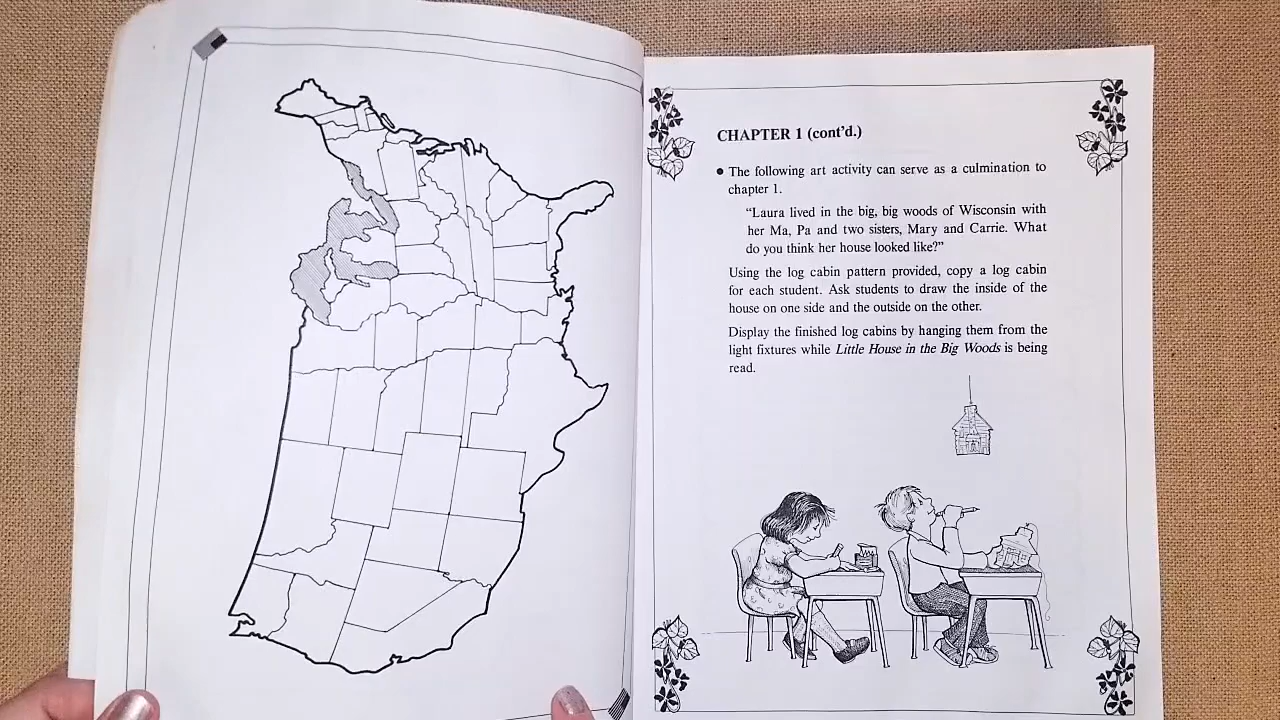 CHAPTER 1 (cont'd.)
● The following art activity can serve as a culmination to
chapter 1.
“Laura lived in the big, big woods of Wisconsin with
her Ma, Pa and two sisters, Mary and Carrie. What
do you think her house looked like?”
Using the log cabin pattern provided, copy a log cabin
for each student. Ask students to draw the inside of the
house on one side and the outside on the other.
Display the finished log cabins by hanging them from the
light fixtures while Little House in the Big Woods is being
read.